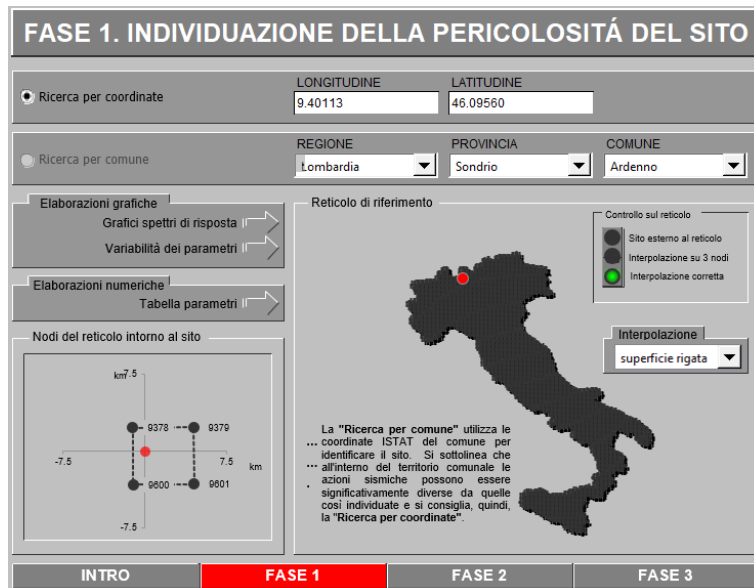 FASE 1. INDIVIDUAZIONE DELLA PERICOLOSITÁ DEL SITO
LONGITUDINE LATITUDINE
Ricerca per coordinate 9.40113 46.09560
REGIONE PROVINCIA COMUNE
Ricerca per comune Lombardia Sondrio Ardenno
Elaborazioni grafiche
Grafici spettri di risposta
Variabilità dei parametri
Elaborazioni numeriche
Tabella parametri
Nodi del reticolo intorno al sito
km 7.5
9378 9379
-7.5 7.5 km
9600 9601
-7.5
Reticolo di riferimento
Controllo sul reticolo
Sito esterno al reticolo
Interpolazione su 3 nodi
Interpolazione corretta
Interpolazione
superficie rigata
La "Ricerca per comune" utilizza le
... coordinate ISTAT del comune per
identificare il sito. Si sottolinea che
... all'interno del territorio comunale le
. azioni sismiche possono essere
significativamente diverse da quelle
così individuate e si consiglia, quindi,
la "Ricerca per coordinate".
INTRO FASE 1 FASE 2 FASE 3